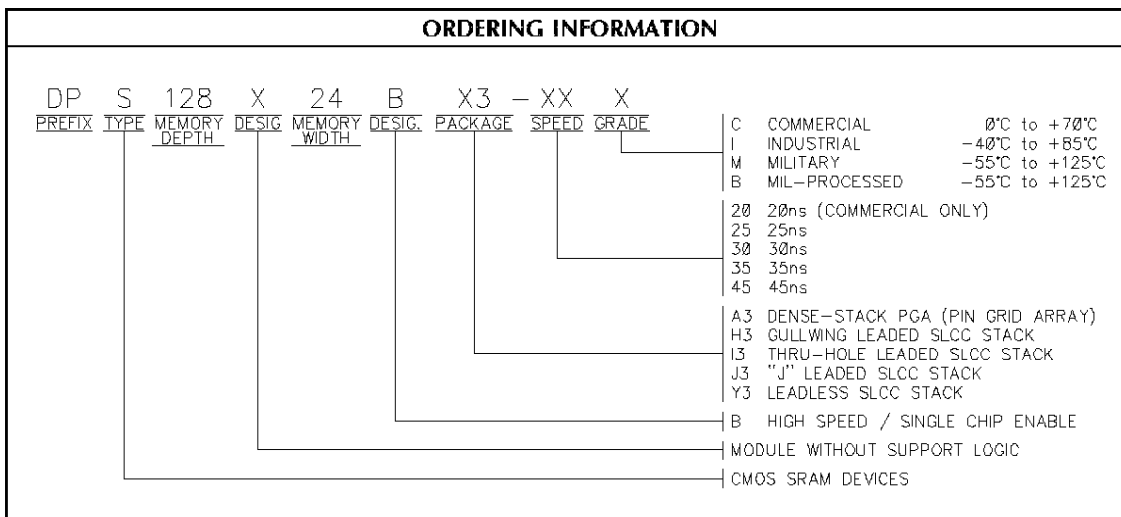 ORDERING INFORMATION
DP S 128 X 24 B X3 - XX X
PREFIX TYPE MEMORY DEPTH DESIG MEMORY WIDTH DESIG. PACKAGE SPEED GRADE
C COMMERCIAL 0°C to +70°C
I INDUSTRIAL -40°C to +85°C
M MILITARY -55°C to +125°C
B MIL-PROCESSED -55°C to +125°C
20 20ns (COMMERCIAL ONLY)
25 25ns
30 30ns
35 35ns
45 45ns
A3 DENSE-STACK PGA (PIN GRID ARRAY)
H3 GULLWING LEADED SLCC STACK
I3 THRU-HOLE LEADED SLCC STACK
J3 "J" LEADED SLCC STACK
Y3 LEADLESS SLCC STACK
B HIGH SPEED / SINGLE CHIP ENABLE
MODULE WITHOUT SUPPORT LOGIC
CMOS SRAM DEVICES